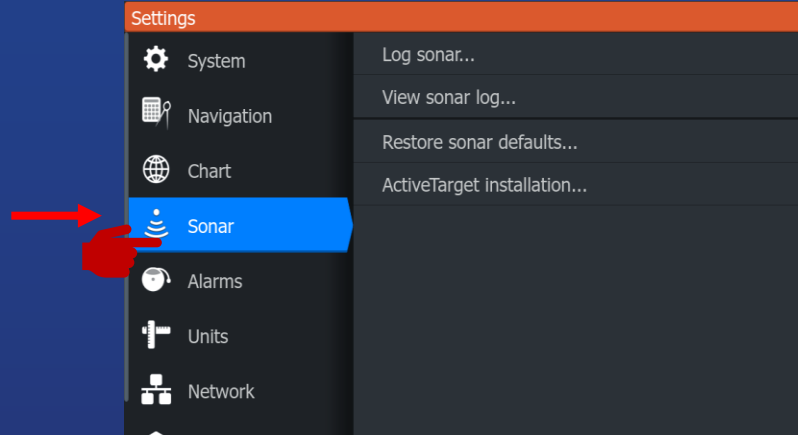 Settings
System
Navigation
Chart
Sonar
Alarms
Units
Network
Log sonar...
View sonar log...
Restore sonar defaults...
ActiveTarget installation...